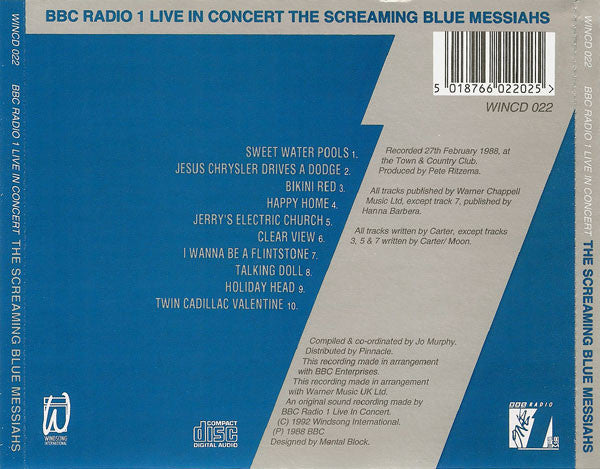 BBC RADIO 1 LIVE IN CONCERT THE SCREAMING BLUE MESSIAHS
WINCD 022 BBC RADIO 1 LIVE IN CONCERT THE SCREAMING BLUE MESSIAHS
5 018766 022025 >
WINCD 022
SWEET WATER POOLS 1.
JESUS CHRYSLER DRIVES A DODGE 2.
BIKINI RED 3.
HAPPY HOME 4.
JERRY'S ELECTRIC CHURCH 5.
CLEAR VIEW 6.
I WANNA BE A FLINTSTONE 7.
TALKING DOLL 8.
HOLIDAY HEAD 9.
TWIN CADILLAC VALENTINE 10.
Recorded 27th February 1988, at
the Town & Country Club.
Produced by Pete Ritzema.
All tracks published by Warner Chappell
Music Ltd, except track 7, published by
Hanna Barbera.
All tracks written by Carter, except tracks
3, 5 & 7 written by Carter/ Moon.
Compiled & co-ordinated by Jo Murphy.
Distributed by Pinnacle.
This recording made in arrangement
with BBC Enterprises.
This recording made in arrangement
with Warner Music UK Ltd.
An original sound recording made by
BBC Radio 1 Live In Concert.
(C) 1992 Windsong International.
(P) 1988 BBC
Designed by Mental Block.
WINDSONG
INTERNATIONAL
COMPACT
disc
DIGITAL AUDIO
BBC RADIO
1
LIVE
WINCD 022 BBC RADIO 1 LIVE IN CONCERT THE SCREAMING BLUE MESSIAHS